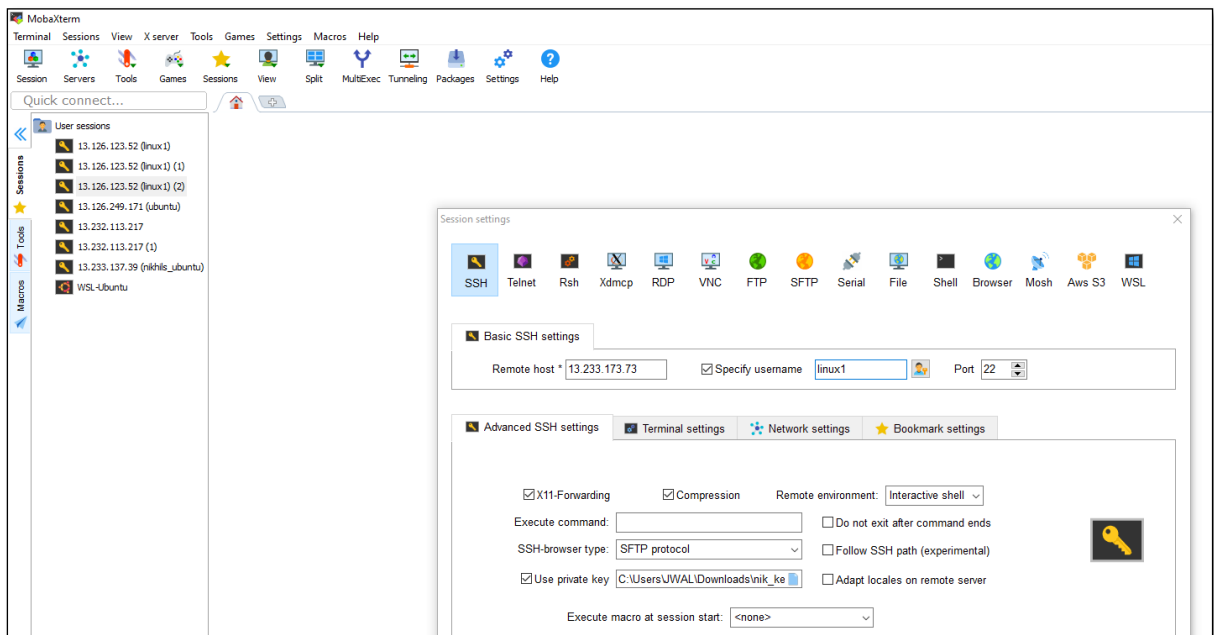 MobaXterm
Terminal Sessions View X server Tools Games Settings Macros Help
Session Servers Tools Games Sessions View Split MultiExec Tunneling Packages Settings Help
Quick connect...
User sessions
13.126.123.52 (linux1)
13.126.123.52 (linux1) (1)
13.126.123.52 (linux1) (2)
13.126.249.171 (ubuntu)
13.232.113.217
13.232.113.217 (1)
13.233.137.39 (nikhils_ubuntu)
WSL-Ubuntu
Sessions
Tools
Macros
Session settings
SSH Telnet Rsh Xdmcp RDP VNC FTP SFTP Serial File Shell Browser Mosh Aws S3 WSL
Basic SSH settings
Remote host * 13.233.173.73 Specify username linux1 Port 22
Advanced SSH settings Terminal settings Network settings Bookmark settings
X11-Forwarding Compression Remote environment: Interactive shell
Execute command: Do not exit after command ends
SSH-browser type: SFTP protocol Follow SSH path (experimental)
Use private key C:\Users\JWAL\Downloads\nik_ke Adapt locales on remote server
Execute macro at session start: <none>